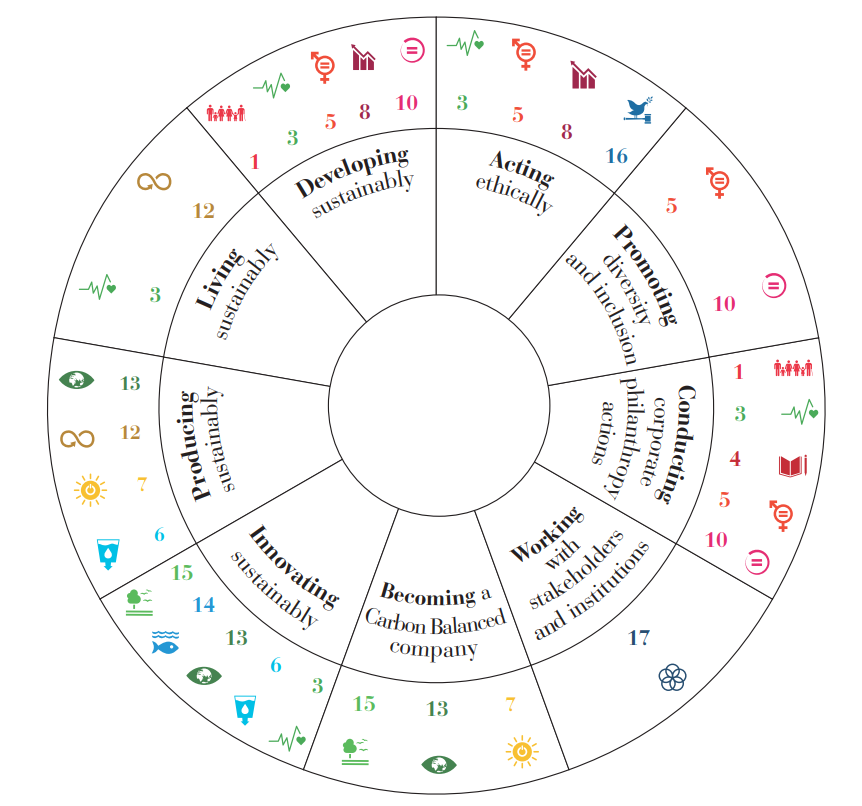 Acting
ethically
3
5
8
16
Promoting
diversity
and inclusion
5
10
Conducting
corporate
philanthropy
actions
1
3
4
5
10
Working
with
stakeholders
and institutions
17
Becoming a
Carbon Balanced
company
7
13
15
Innovating
sustainably
3
6
13
14
15
Producing
sustainably
6
7
12
13
Living
sustainably
3
12
Developing
sustainably
1
3
5
8
10